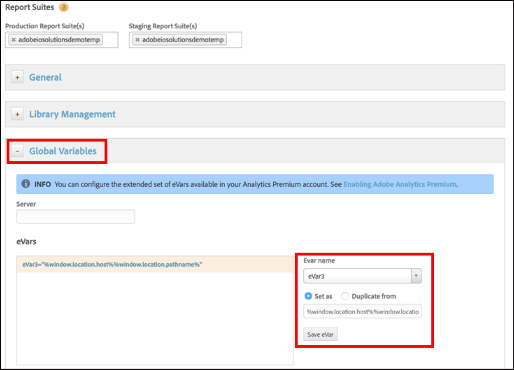 Report Suites 2
Production Report Suite(s) Staging Report Suite(s)
× adobeiosolutionsdemotemp × adobeiosolutionsdemotemp
+ General
+ Library Management
- Global Variables
INFO You can configure the extended set of eVars available in your Analytics Premium account. See Enabling Adobe Analytics Premium.
Server
eVars
eVar3="%window.location.host%%window.location.pathname%"
Evar name
eVar3
Set as Duplicate from
%window.location.host%%window.locatio
Save eVar